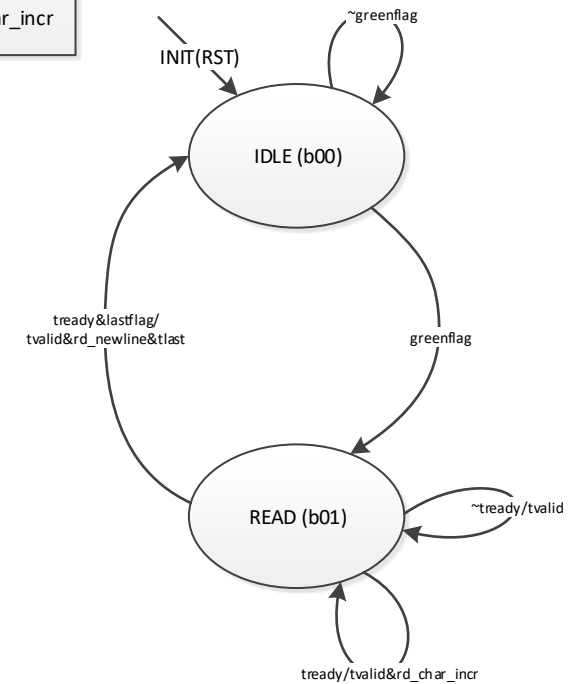 ar_incr
~greenflag
INIT(RST)
IDLE (b00)
tready&lastflag/
tvalid&rd_newline&tlast
greenflag
READ (b01)
~tready/tvalid
tready/tvalid&rd_char_incr